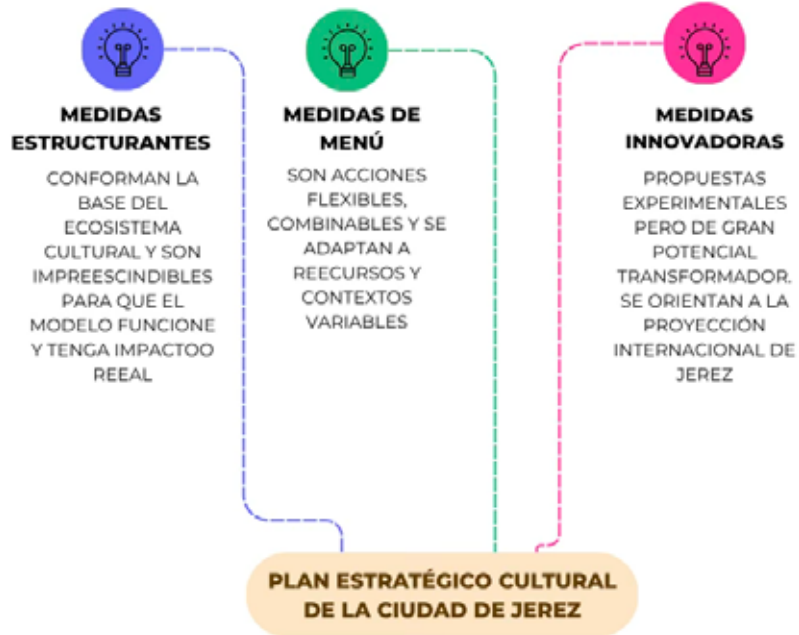 MEDIDAS
ESTRUCTURANTES
CONFORMAN LA
BASE DEL
ECOSISTEMA
CULTURAL Y SON
IMPREESCINDIBLES
PARA QUE EL
MODELO FUNCIONE
Y TENGA IMPACTOO
REEAL
MEDIDAS DE
MENÚ
SON ACCIONES
FLEXIBLES,
COMBINABLES Y SE
ADAPTAN A
REECURSOS Y
CONTEXTOS
VARIABLES
MEDIDAS
INNOVADORAS
PROPUESTAS
EXPERIMENTALES
PERO DE GRAN
POTENCIAL
TRANSFORMADOR.
SE ORIENTAN A LA
PROYECCIÓN
INTERNACIONAL DE
JEREZ
PLAN ESTRATÉGICO CULTURAL
DE LA CIUDAD DE JEREZ